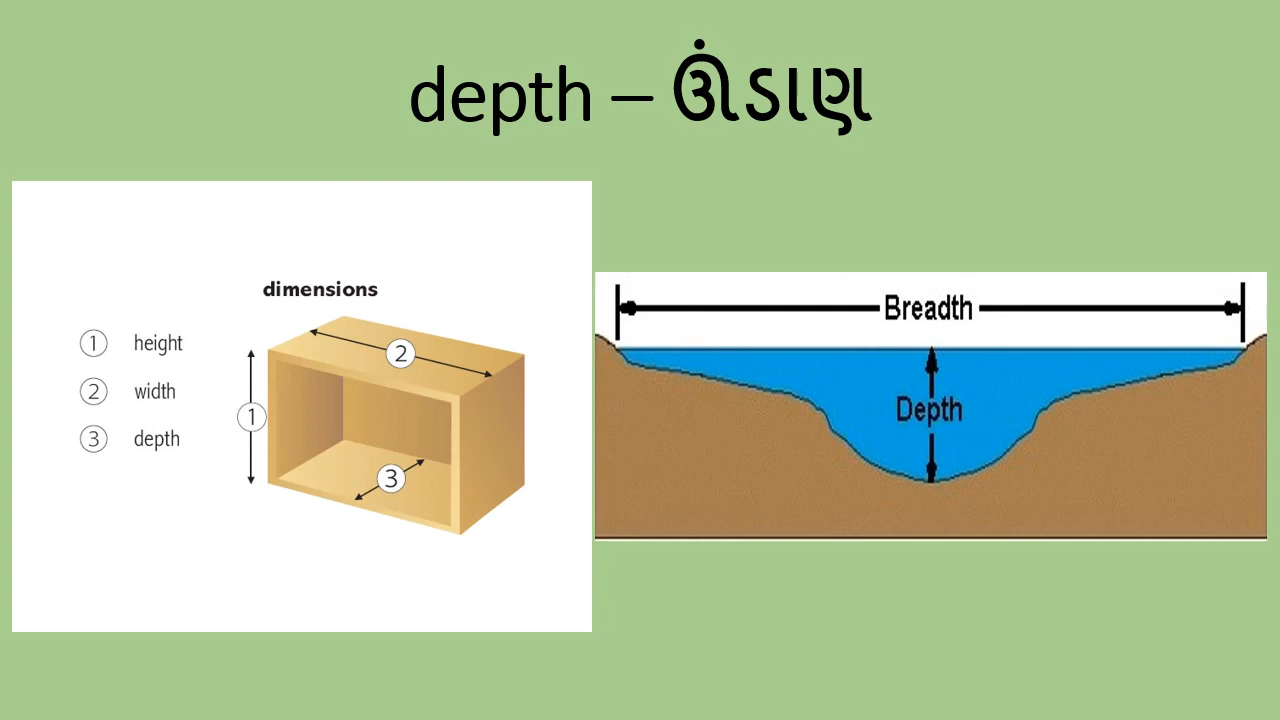 depth – ઊંડાણ
dimensions
1 height
2 width
3 depth
1
2
3
Breadth
Depth